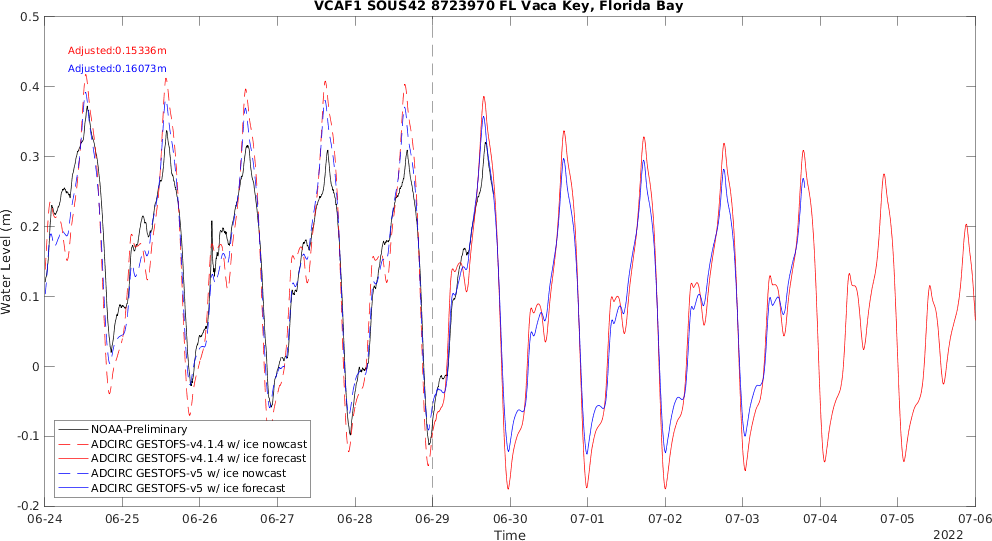 VCAF1 SOUS42 8723970 FL Vaca Key, Florida Bay
Adjusted:0.15336m
Adjusted:0.16073m
0.5
0.4
0.3
0.2
0.1
0
-0.1
-0.2
Water Level (m)
NOAA-Preliminary
ADCIRC GESTOFS-v4.1.4 w/ ice nowcast
ADCIRC GESTOFS-v4.1.4 w/ ice forecast
ADCIRC GESTOFS-v5 w/ ice nowcast
ADCIRC GESTOFS-v5 w/ ice forecast
06-24 06-25 06-26 06-27 06-28 06-29 06-30 07-01 07-02 07-03 07-04 07-05 07-06
Time
2022